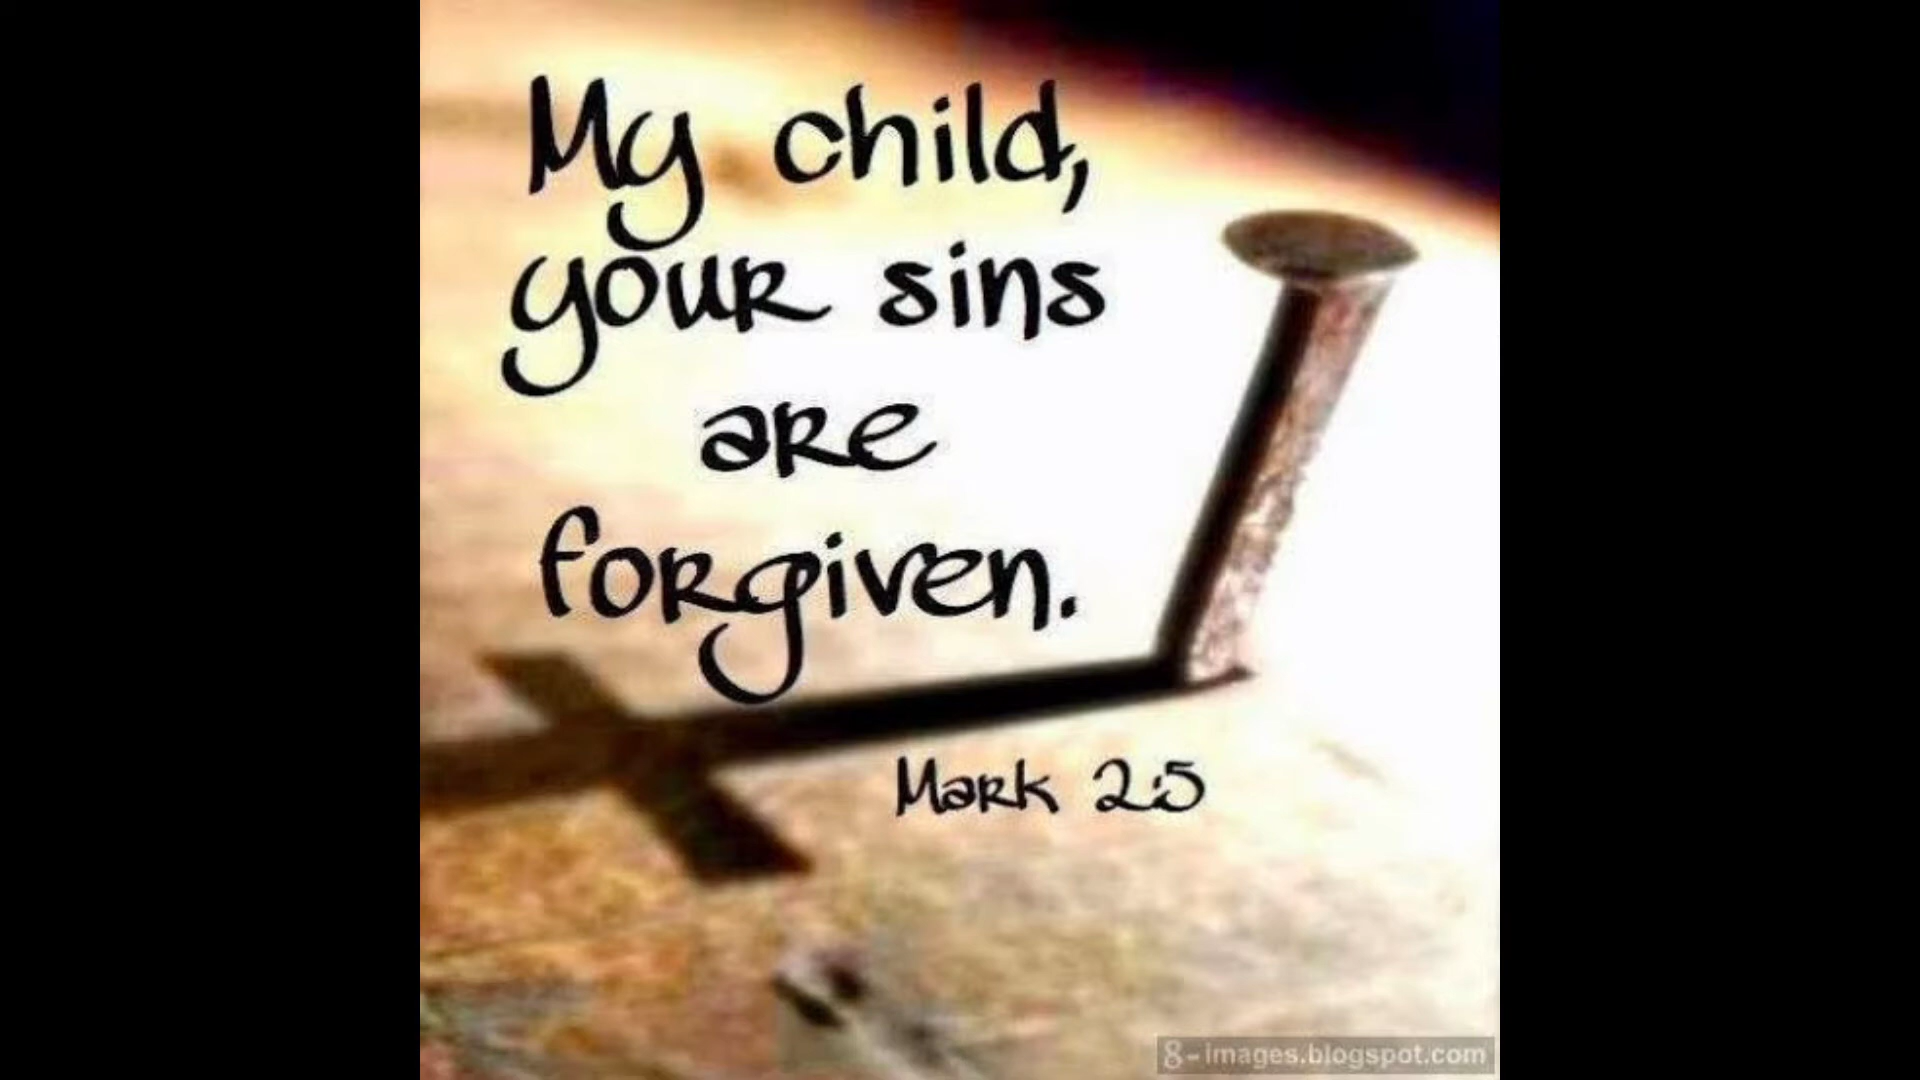 My child,
your sins
are
forgiven.
Mark 2:5
8-images.blogspot.com